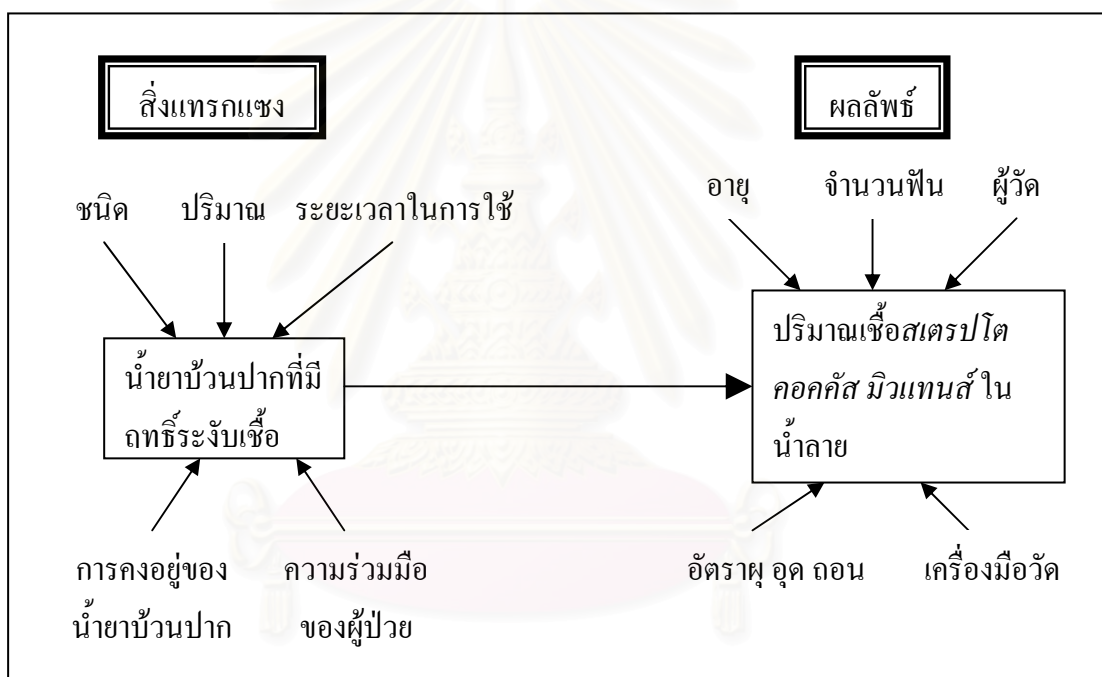 สิ่งแทรกแซง
ผลลัพธ์
ชนิด ปริมาณ ระยะเวลาในการใช้
อายุ จำนวนฟัน ผู้วัด
น้ำยาบ้วนปากที่มี
ฤทธิ์ระงับเชื้อ
ปริมาณเชื้อสเตรปโต
คอคคัส มิวแทนส์ ใน
น้ำลาย
การคงอยู่ของ
น้ำยาบ้วนปาก
ความร่วมมือ
ของผู้ป่วย
อัตราผุ อุด ถอน เครื่องมือวัด